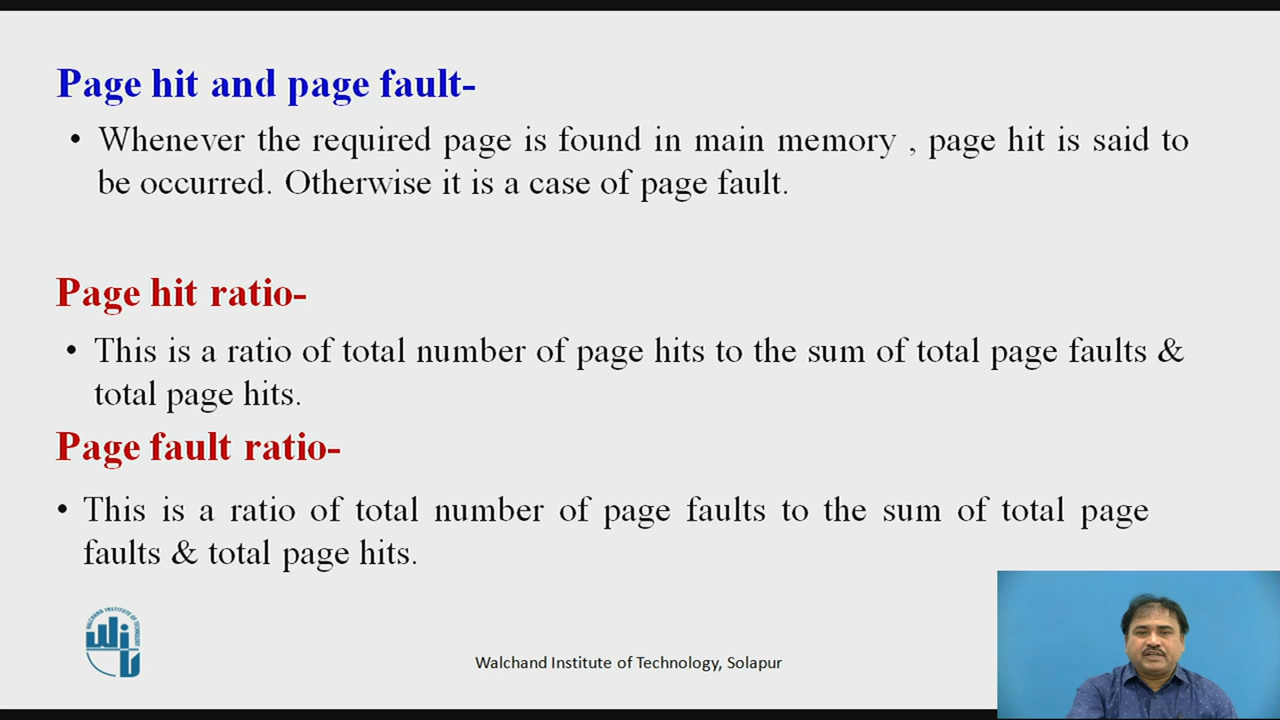 Page hit and page fault-
• Whenever the required page is found in main memory , page hit is said to
be occurred. Otherwise it is a case of page fault.
Page hit ratio-
• This is a ratio of total number of page hits to the sum of total page faults &
total page hits.
Page fault ratio-
• This is a ratio of total number of page faults to the sum of total page
faults & total page hits.
WALCHAND INSTITUTE OF TECHNOLOGY
Walchand Institute of Technology, Solapur